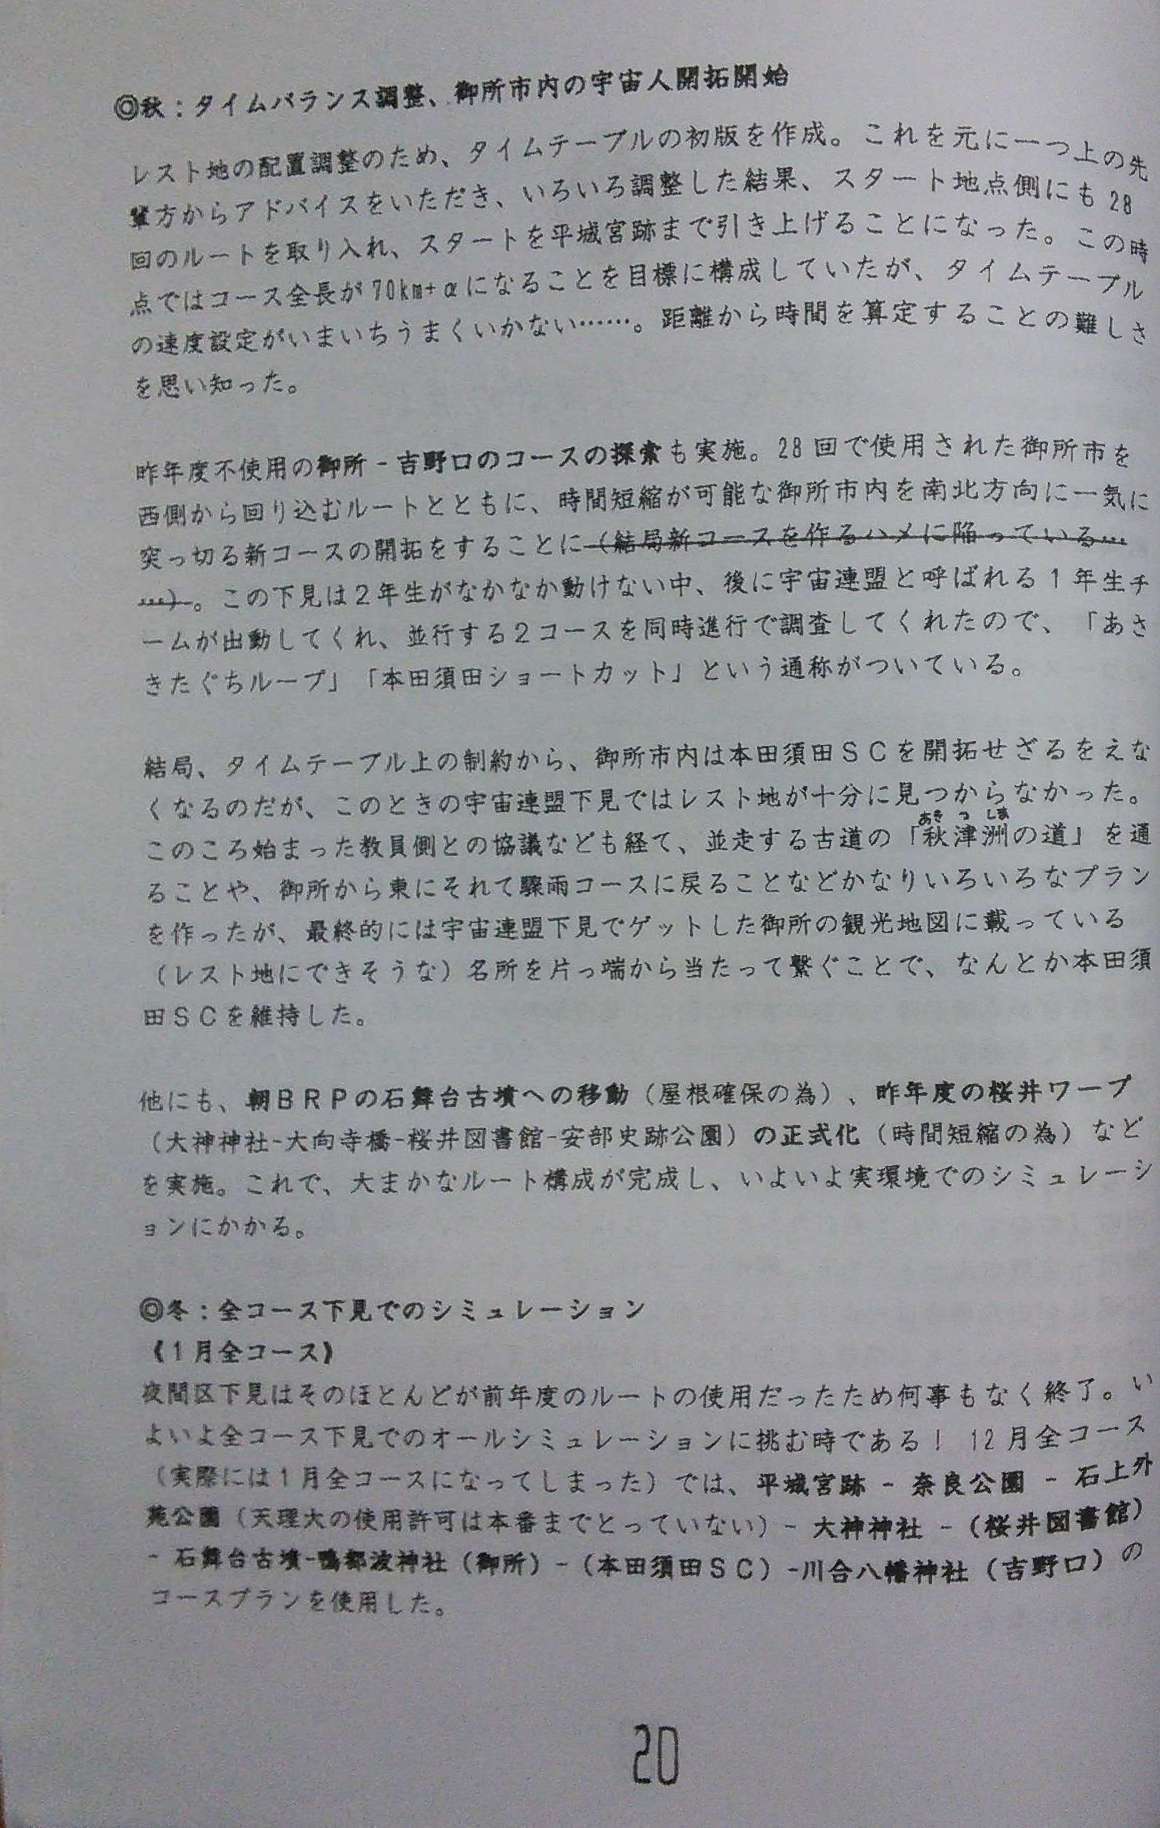 ◎秋：タイムバランス調整、御所市内の宇宙人開拓開始
レスト地の配置調整のため、タイムテーブルの初版を作成。これを元に一つ上の先
輩方からアドバイスをいただき、いろいろ調整した結果、スタート地点側にも28
回のルートを取り入れ、スタートを平城宮跡まで引き上げることになった。この時
点ではコース全長が70km+αになることを目標に構成していたが、タイムテーブル
の速度設定がいまいちうまくいかない……。距離から時間を算定することの難しさ
を思い知った。
昨年度不使用の御所－吉野口のコースの探索も実施。28回で使用された御所市を
西側から回り込むルートとともに、時間短縮が可能な御所市内を南北方向に一気に
突っ切る新コースの開拓をすることに（結局新コースを作るハメに陥っている…
…）。この下見は２年生がなかなか動けない中、後に宇宙連盟と呼ばれる１年生チ
ームが出動してくれ、並行する２コースを同時進行で調査してくれたので、「あさ
きたぐちループ」「本田須田ショートカット」という通称がついている。
結局、タイムテーブル上の制約から、御所市内は本田須田ＳＣを開拓せざるをえな
くなるのだが、このときの宇宙連盟下見ではレスト地が十分に見つからなかった。
あき つ しま
このころ始まった教員側との協議なども経て、並走する古道の「秋津洲の道」を通
ることや、御所から東にそれて驟雨コースに戻ることなどかなりいろいろなプラン
を作ったが、最終的には宇宙連盟下見でゲットした御所の観光地図に載っている
（レスト地にできそうな）名所を片っ端から当たって繋ぐことで、なんとか本田須
田ＳＣを維持した。
他にも、朝ＢＲＰの石舞台古墳への移動（屋根確保の為）、昨年度の桜井ワープ
（大神神社-大向寺橋-桜井図書館-安部史跡公園）の正式化（時間短縮の為）など
を実施。これで、大まかなルート構成が完成し、いよいよ実環境でのシミュレーシ
ョンにかかる。
◎冬：全コース下見でのシミュレーション
《１月全コース》
夜間区下見はそのほとんどが前年度のルートの使用だったため何事もなく終了。い
よいよ全コース下見でのオールシミュレーションに挑む時である！ 12月全コース
（実際には１月全コースになってしまった）では、平城宮跡 － 奈良公園 － 石上外
苑公園（天理大の使用許可は本番までとっていない）－ 大神神社 －（桜井図書館）
－ 石舞台古墳-鴨都波神社（御所）－（本田須田ＳＣ）-川合八幡神社（吉野口）の
コースプランを使用した。
20